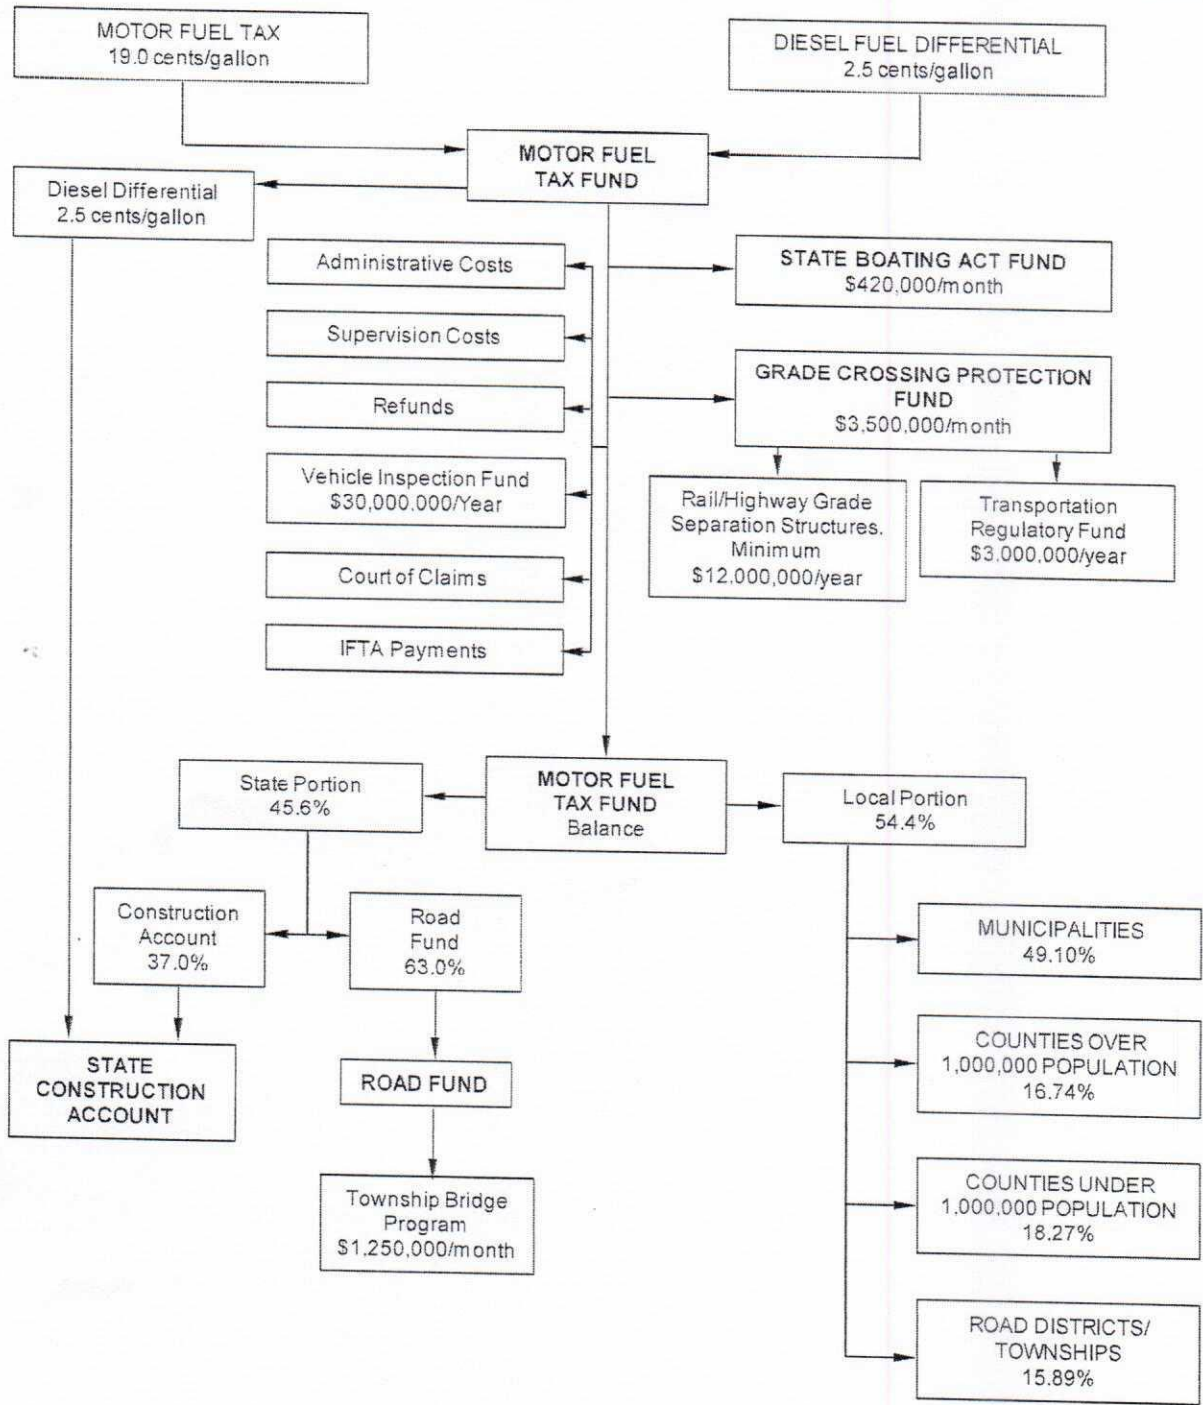 MOTOR FUEL TAX
19.0 cents/gallon
DIESEL FUEL DIFFERENTIAL
2.5 cents/gallon
MOTOR FUEL
TAX FUND
Diesel Differential
2.5 cents/gallon
Administrative Costs
STATE BOATING ACT FUND
$420,000/month
Supervision Costs
GRADE CROSSING PROTECTION
FUND
$3,500,000/month
Refunds
Vehicle Inspection Fund
$30,000.000/Year
Rail/Highway Grade
Separation Structures.
Minimum
$12,000,000/year
Transportation
Regulatory Fund
$3.000,000/year
Court of Claims
IFTA Payments
State Portion
45.6%
MOTOR FUEL
TAX FUND
Balance
Local Portion
54.4%
Construction
Account
37.0%
Road
Fund
63.0%
MUNICIPALITIES
49.10%
STATE
CONSTRUCTION
ACCOUNT
ROAD FUND
COUNTIES OVER
1,000,000 POPULATION
16.74%
Township Bridge
Program
$1,250,000/month
COUNTIES UNDER
1,000,000 POPULATION
18.27%
ROAD DISTRICTS/
TOWNSHIPS
15.89%